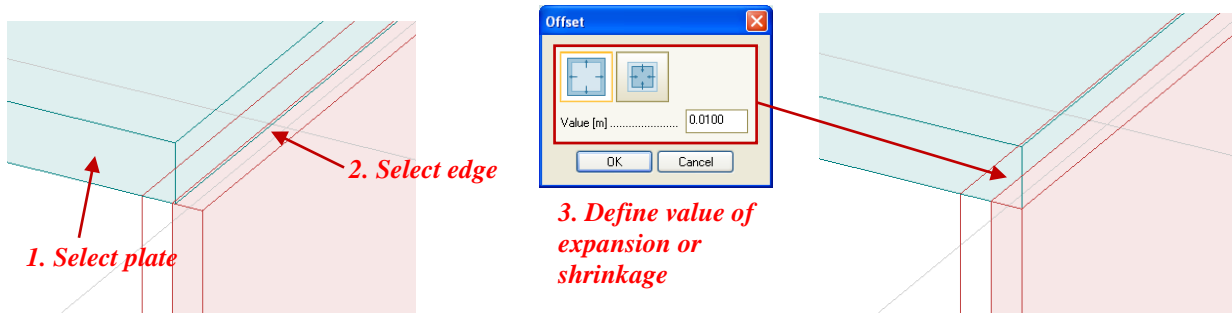 Offset
Value [m] ...................... 0.0100
OK Cancel
1. Select plate
2. Select edge
3. Define value of
expansion or
shrinkage